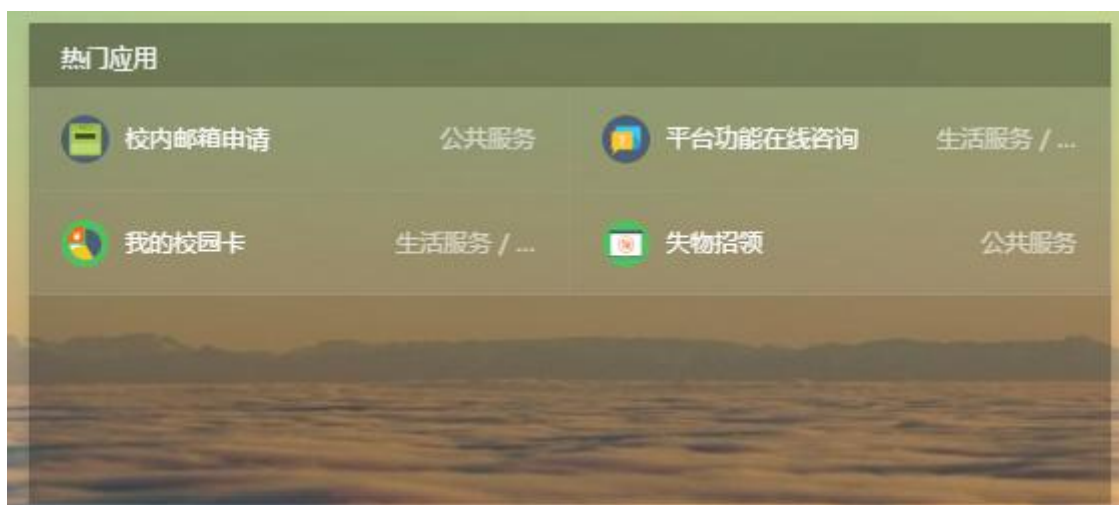 热门应用
校内邮箱申请 公共服务 平台功能在线咨询 生活服务 / ...
我的校园卡 生活服务 / ... 失物招领 公共服务